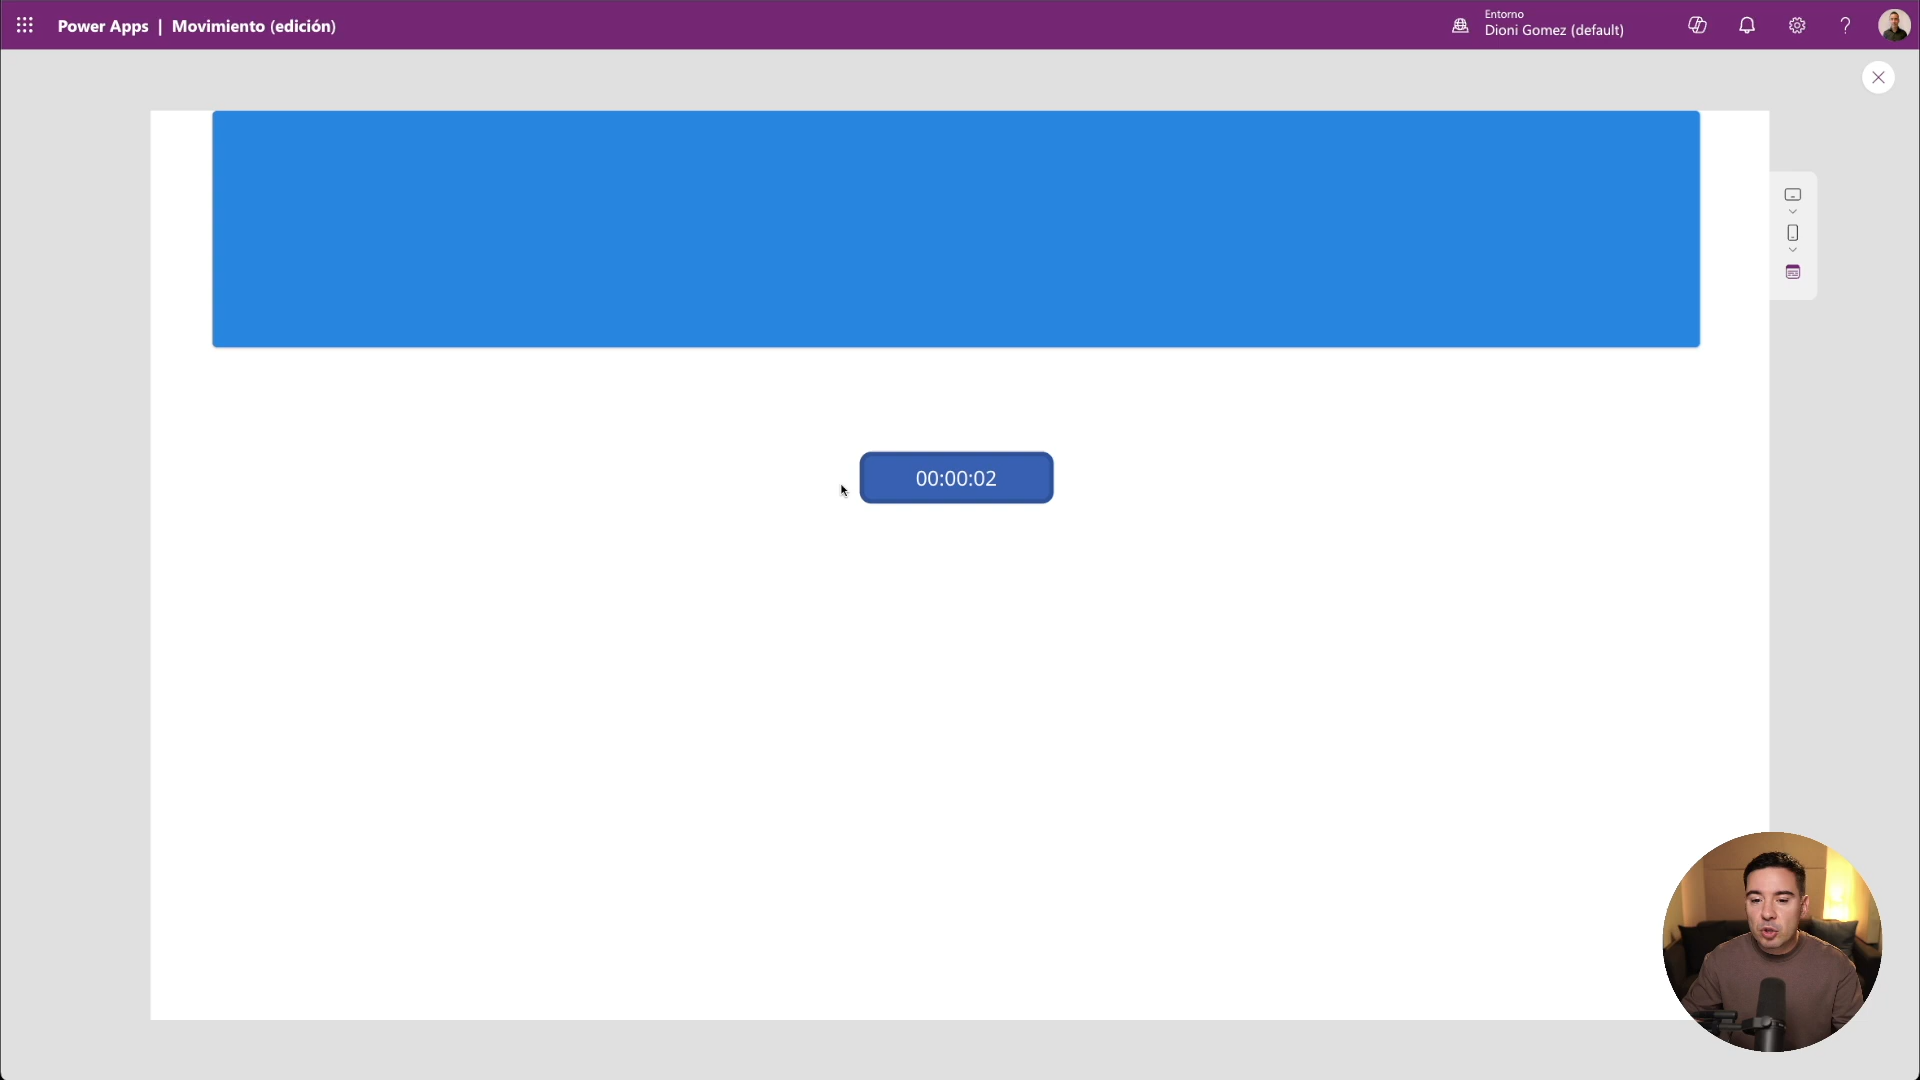 Power Apps | Movimiento (edición)
Entorno
Dioni Gomez (default)
00:00:02